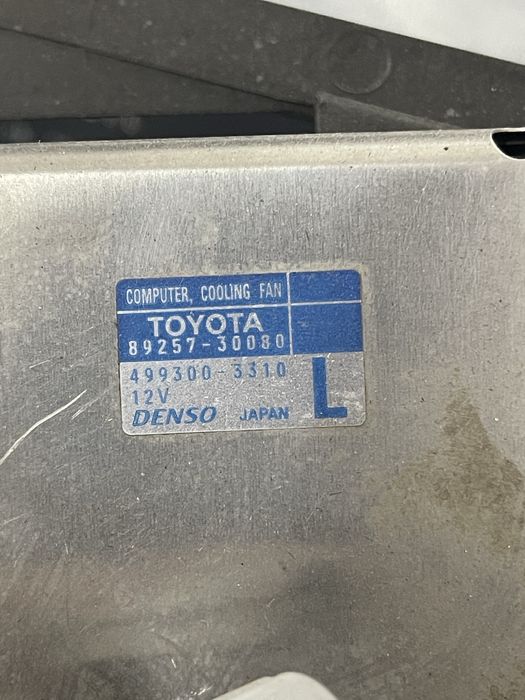 COMPUTER, COOLING FAN
TOYOTA
89257-30080
499300-3310
12V
DENSO JAPAN
L